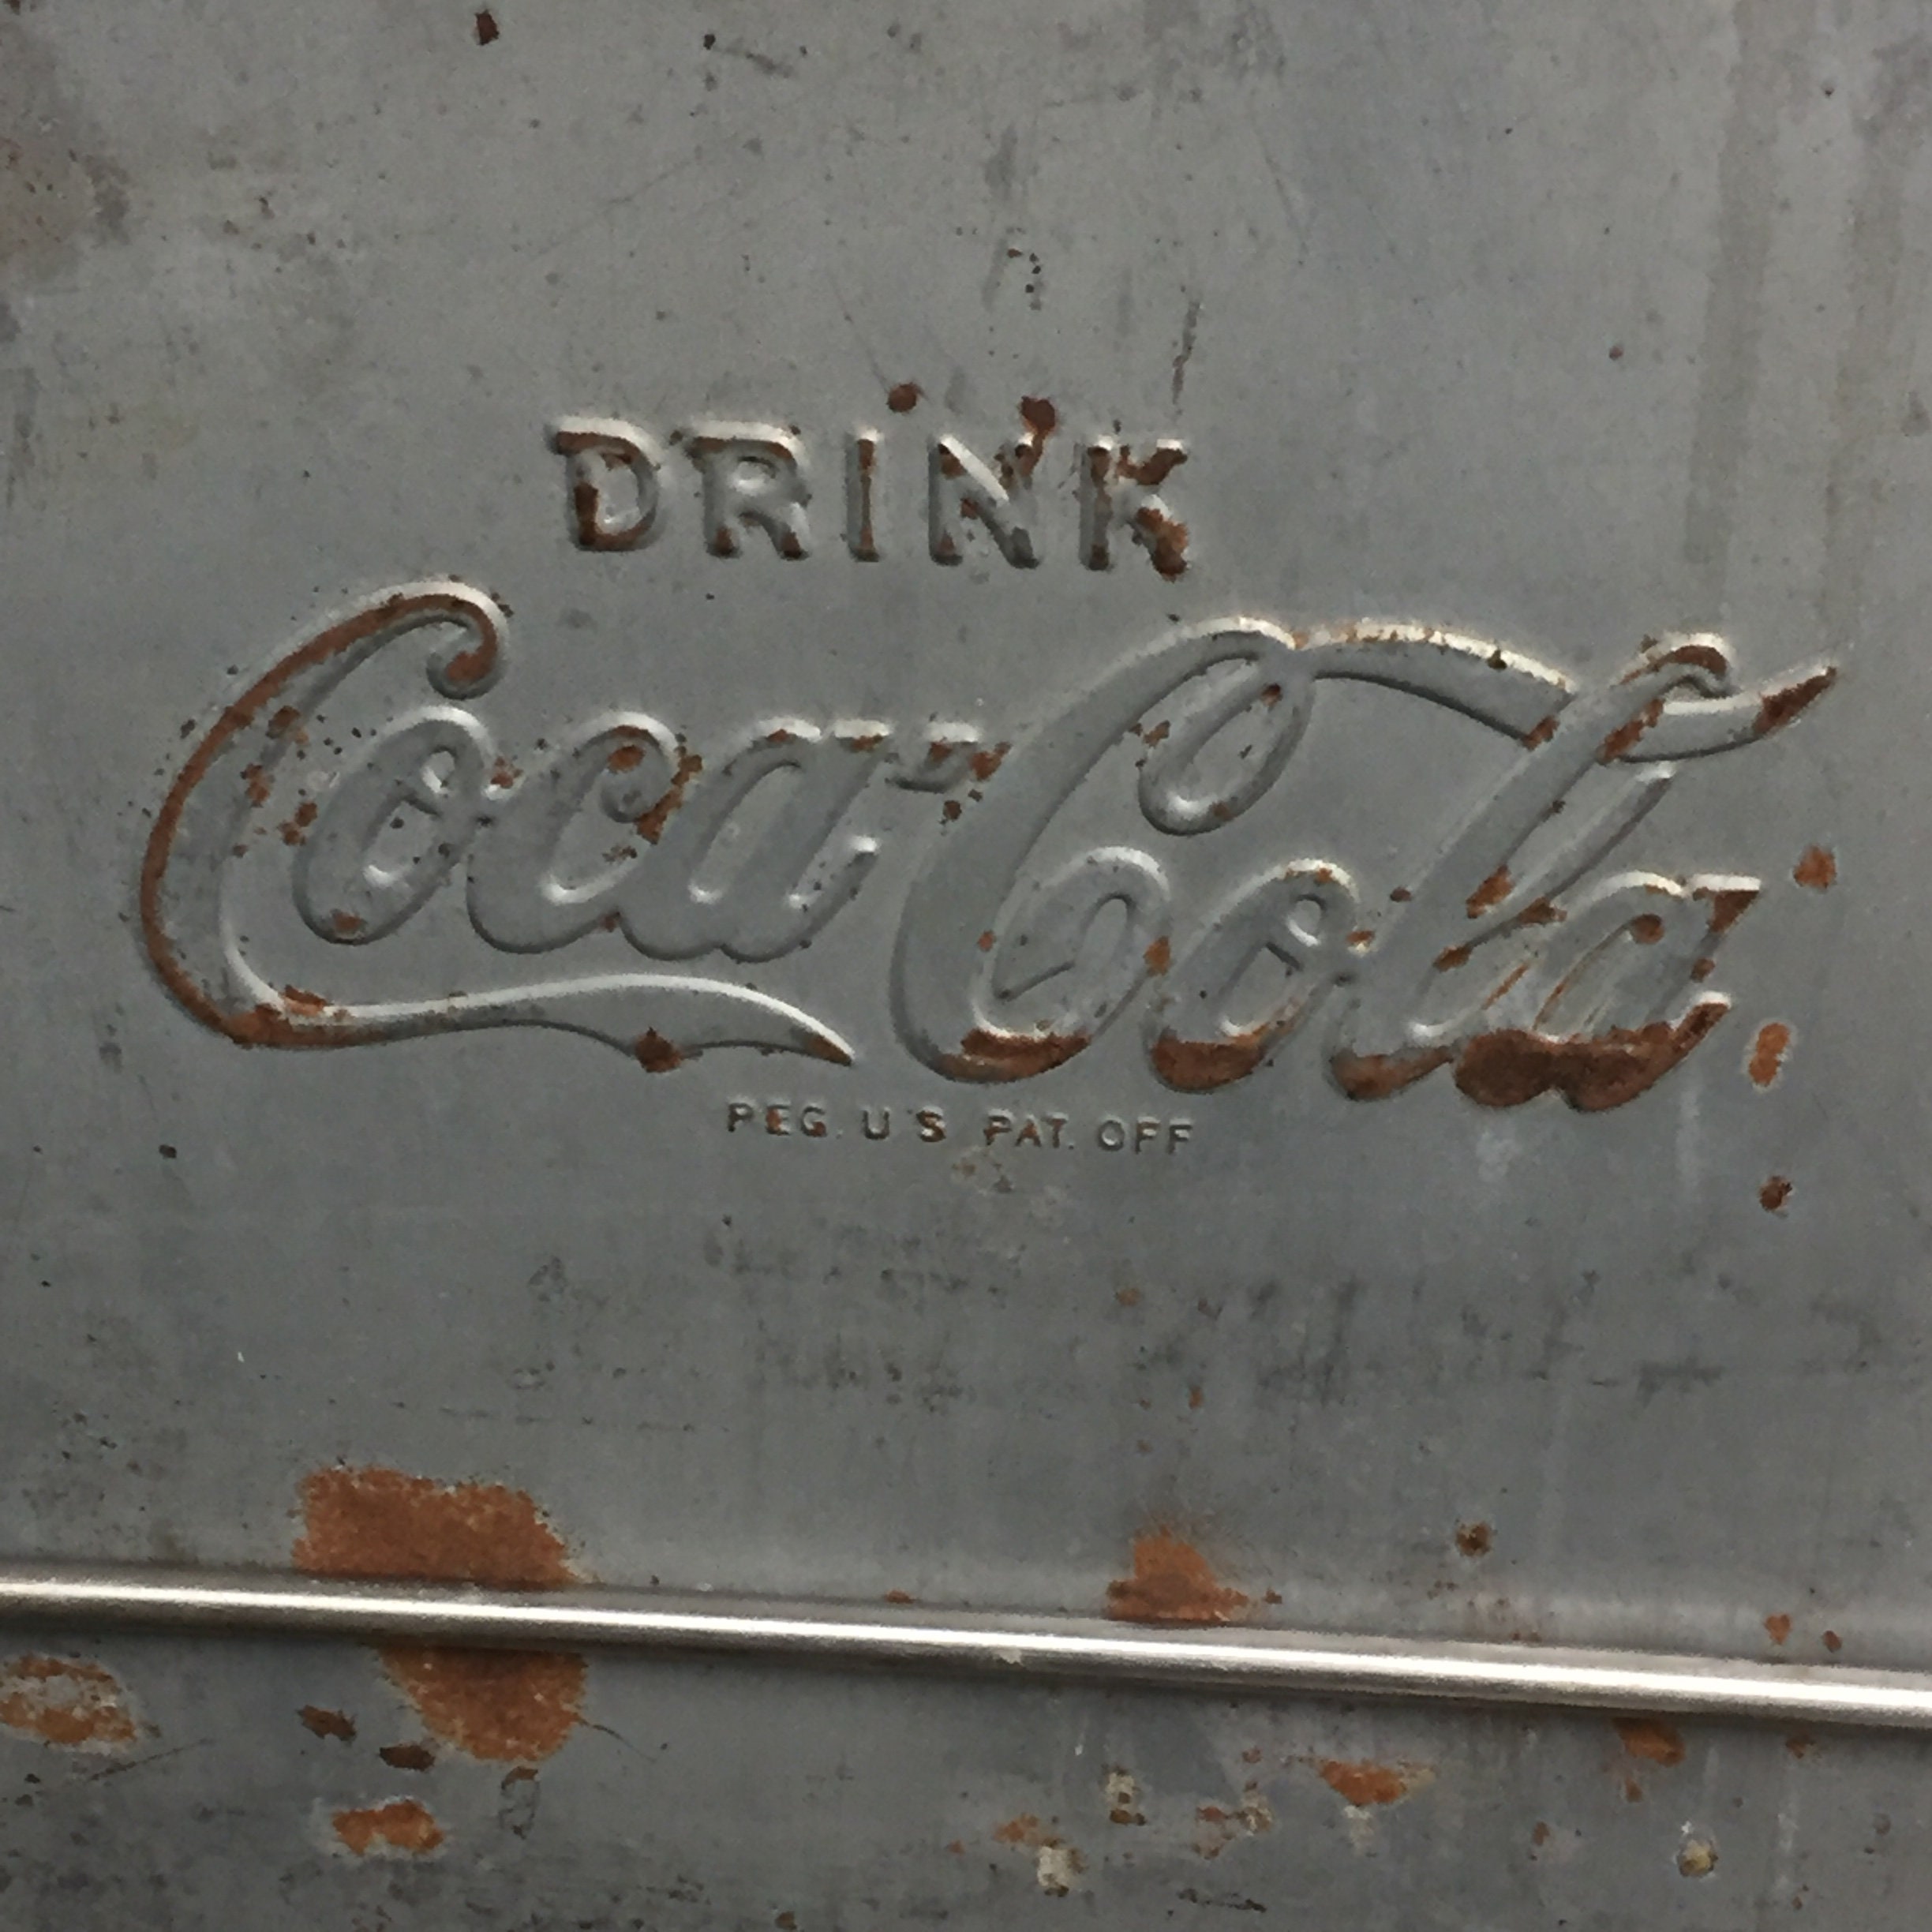 DRINK
Coca-Cola
REG. U S PAT. OFF